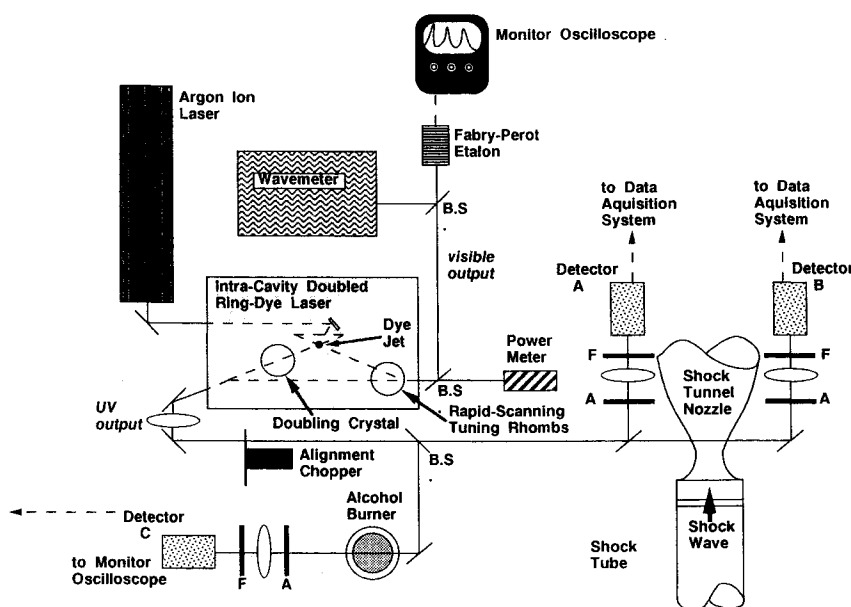 Monitor Oscilloscope
Argon Ion
Laser
Fabry-Perot
Etalon
Wavemeter
B.S
visible
output
to Data
Aquisition
System
to Data
Aquisition
System
Detector
A
Detector
B
Intra-Cavity Doubled
Ring-Dye Laser
Dye
Jet
Power
Meter
B.S
F
F
Shock
Tunnel
Nozzle
A
A
UV
output
Doubling Crystal
Rapid-Scanning
Tuning Rhombs
B.S
Alignment
Chopper
Alcohol
Burner
Detector
C
to Monitor
Oscilloscope
F
A
Shock
Tube
Shock
Wave